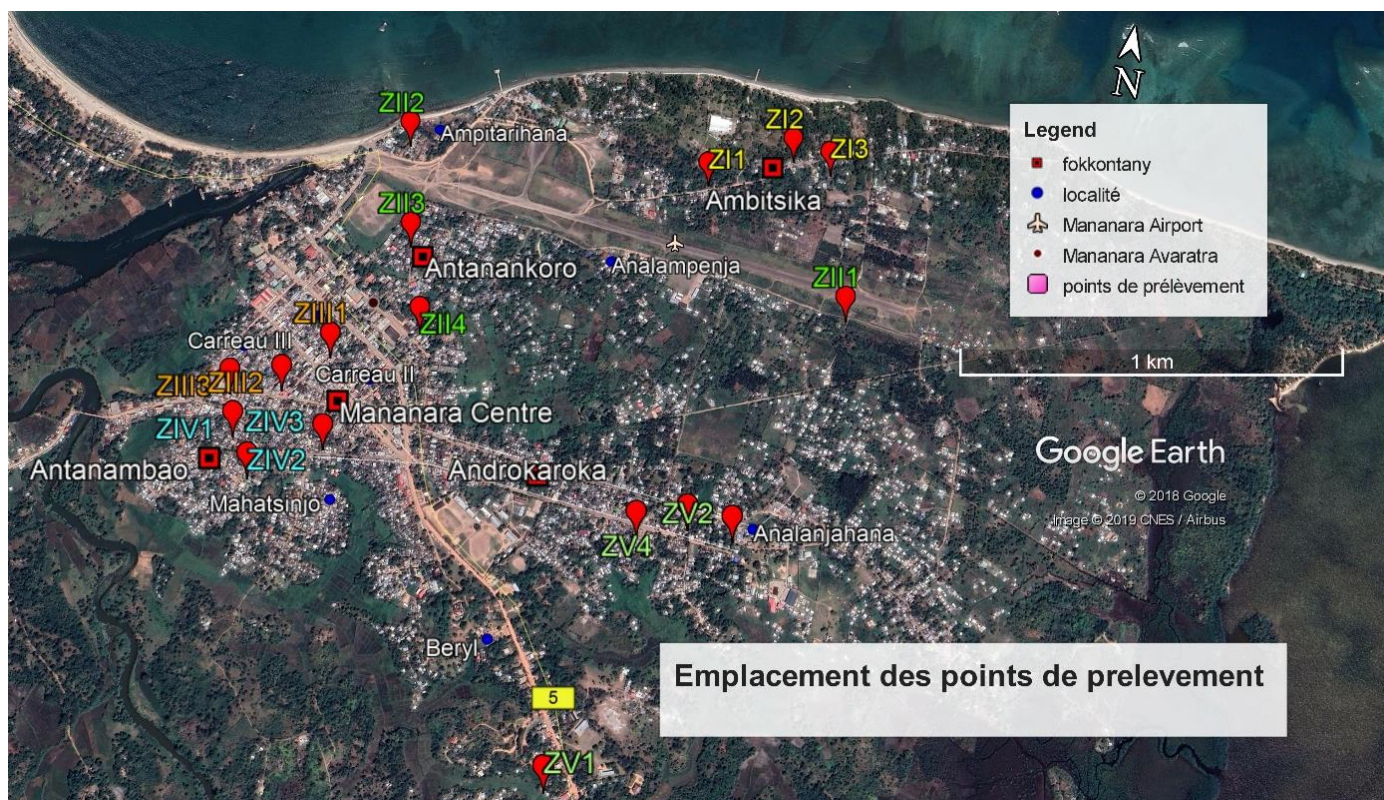 N
Legend
fokkontany
localité
Mananara Airport
Mananara Avaratra
points de prélèvement
1 km
ZII2
Ampitarihana
ZI2
ZI1
ZI3
Ambitsika
ZII3
Antanankoro
Analampenja
ZII1
ZII4
ZIII1
Carreau III
Carreau II
ZIII3
ZIII2
Mananara Centre
ZIV1
ZIV3
ZIV2
Antanambao
Androkaroka
Mahatsinjo
ZV2
ZV4
Analanjahana
Google Earth
© 2018 Google
Image © 2019 CNES / Airbus
Beryl
5
Emplacement des points de prelevement
ZV1